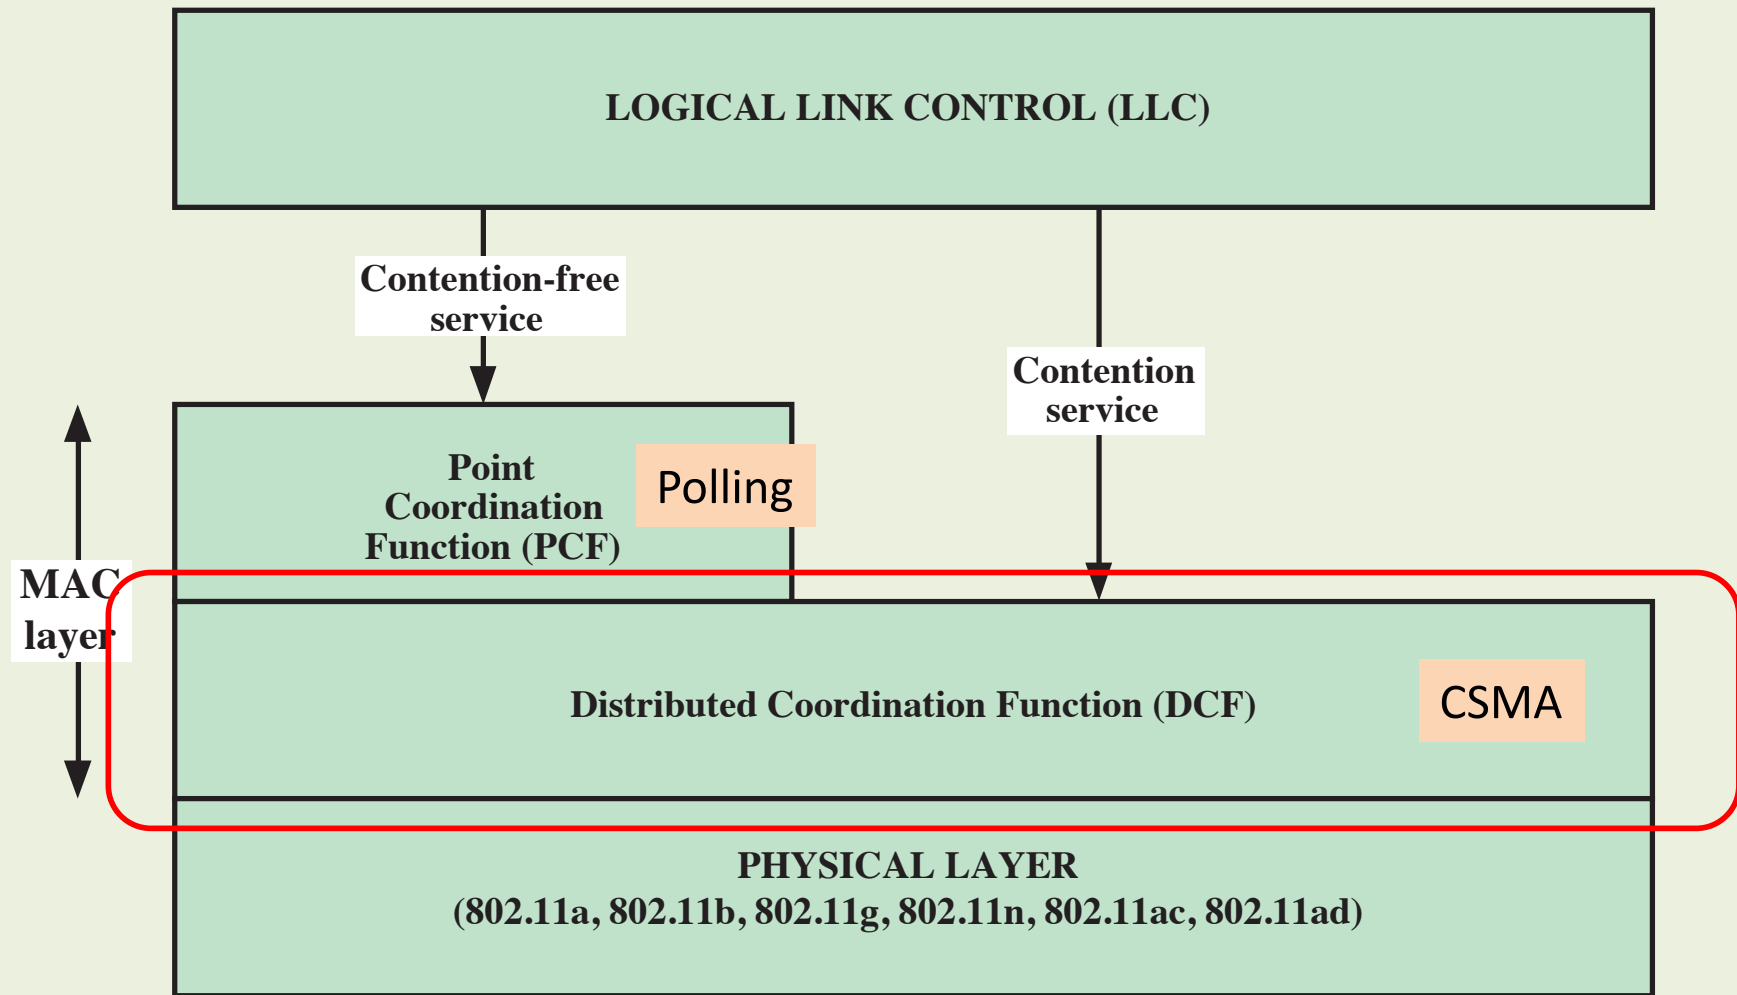 LOGICAL LINK CONTROL (LLC)
Contention-free
service
Contention
service
Point
Coordination
Function (PCF)
Polling
MAC
layer
Distributed Coordination Function (DCF)
CSMA
PHYSICAL LAYER
(802.11a, 802.11b, 802.11g, 802.11n, 802.11ac, 802.11ad)